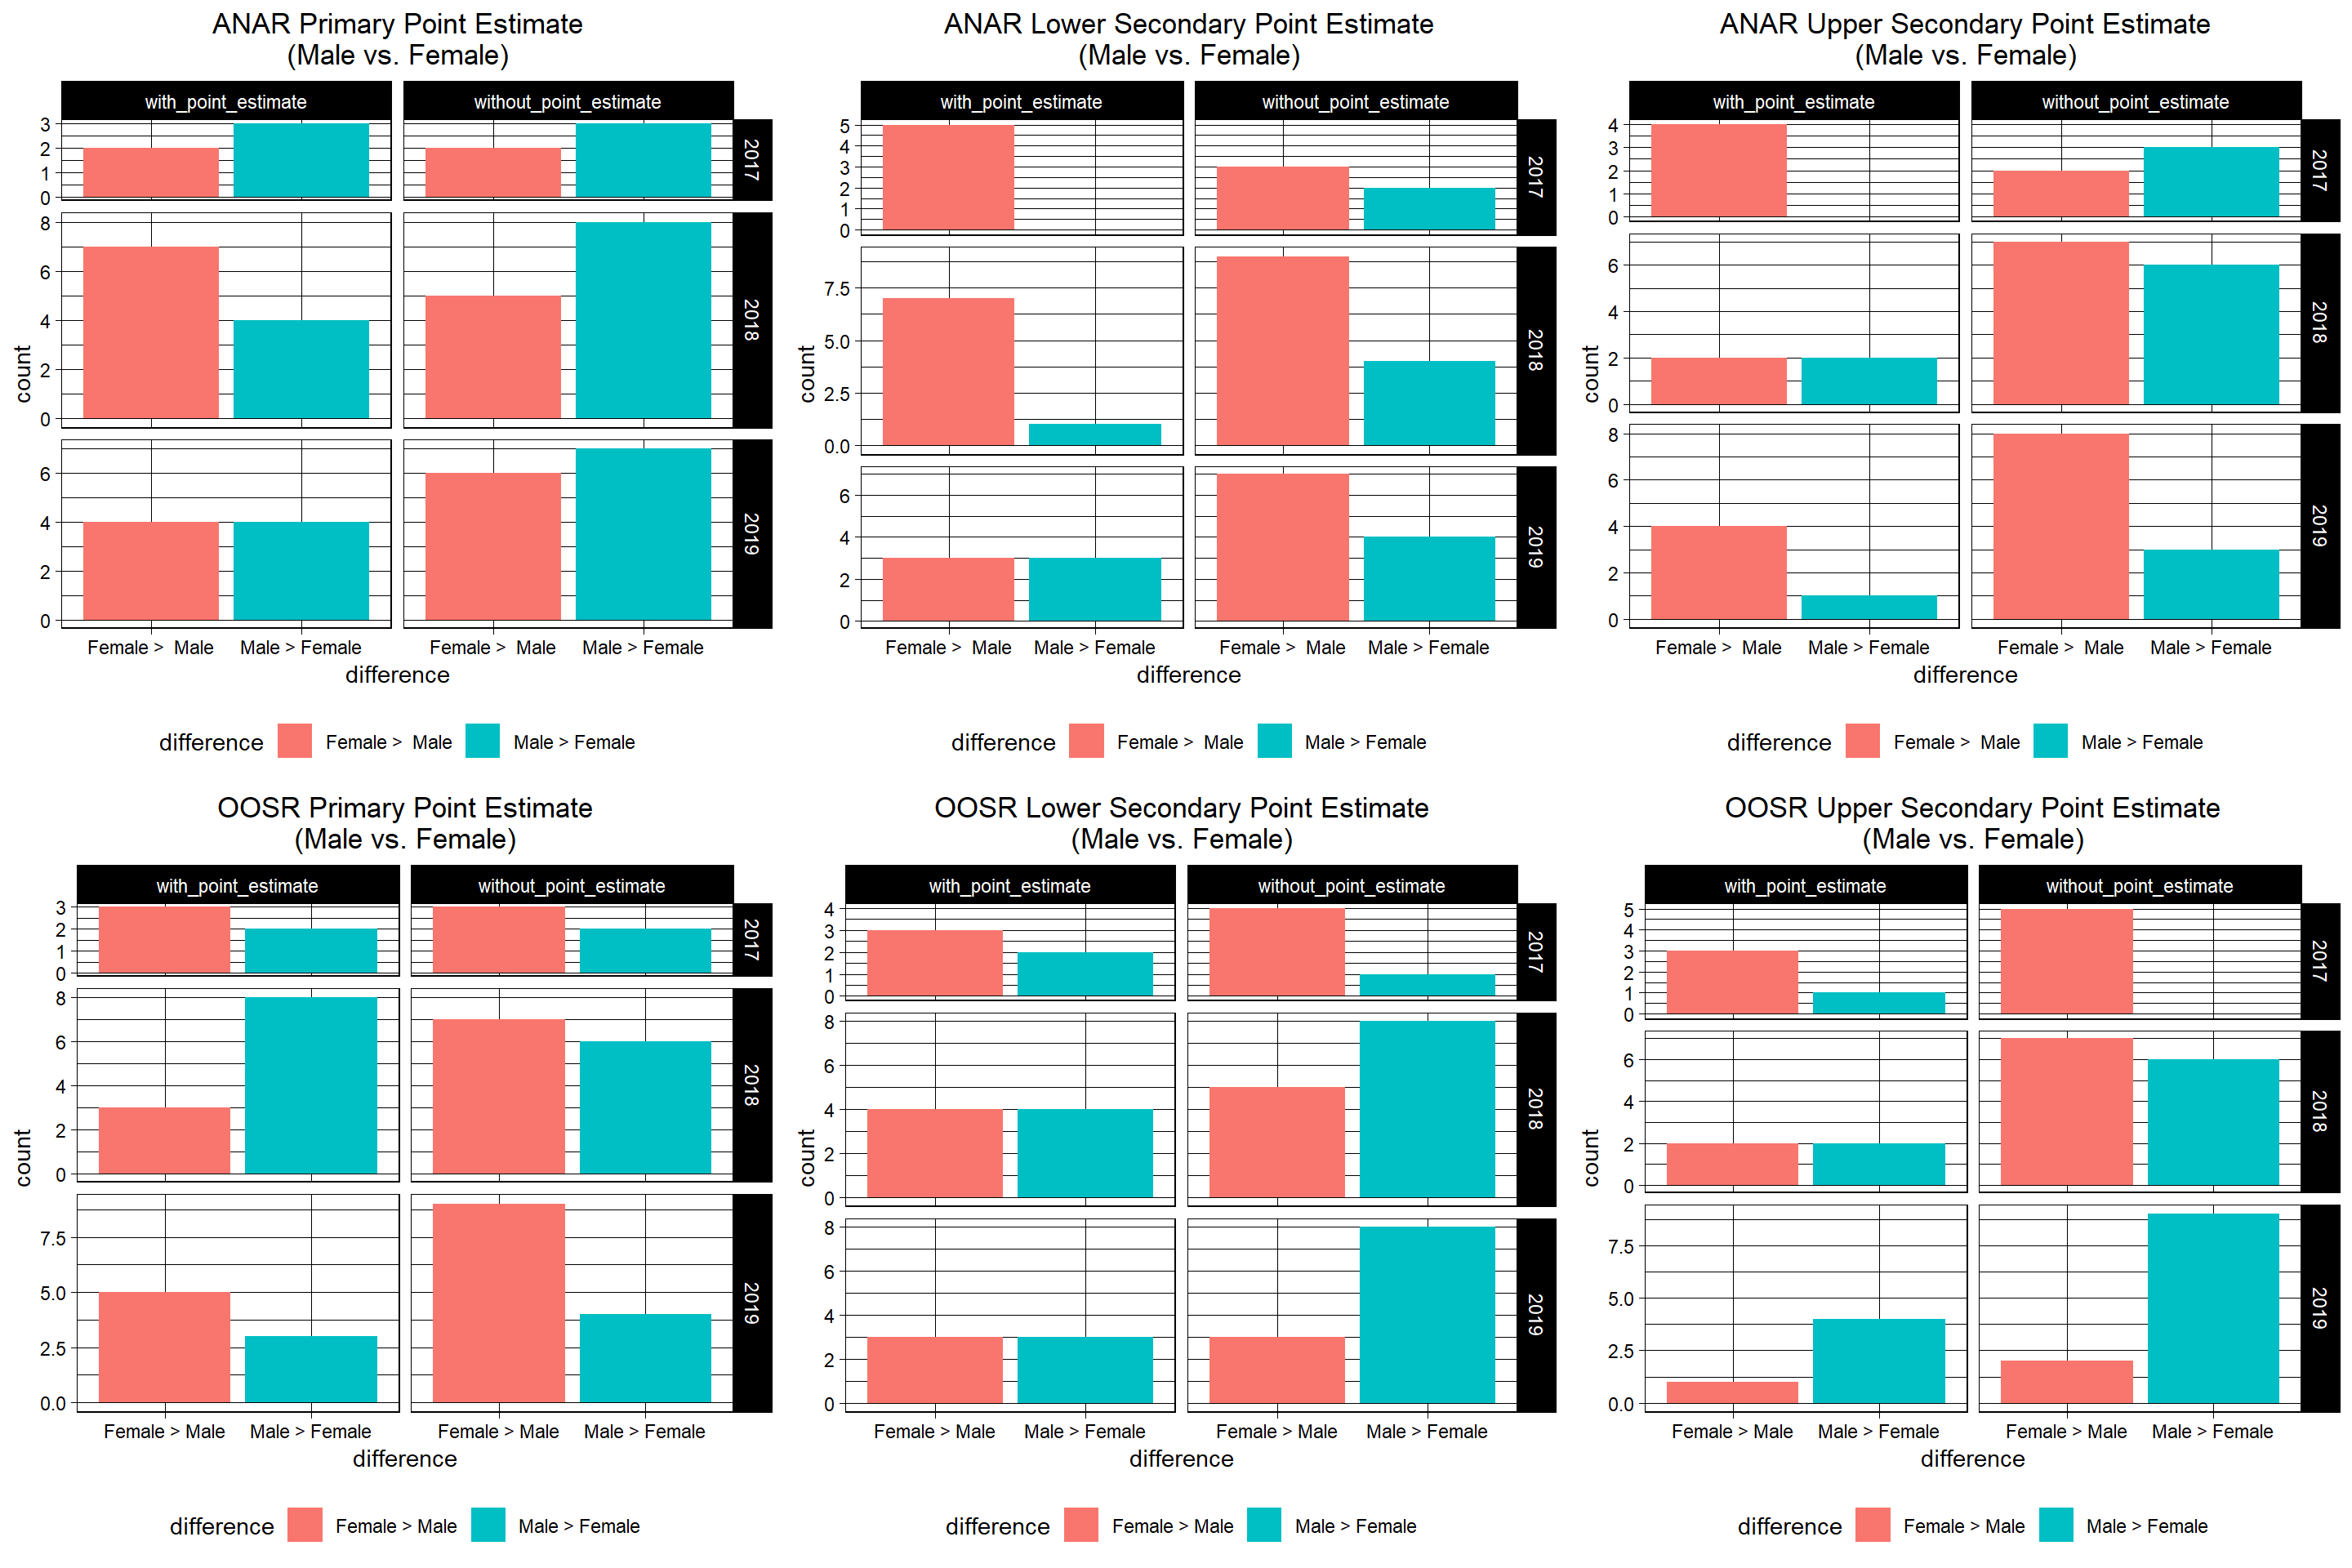 ANAR Primary Point Estimate
(Male vs. Female)
with_point_estimate
without_point_estimate
count
3
2
1
0
2017
8
6
4
2
0
2018
6
4
2
0
2019
Female >  Male
Male > Female
Female >  Male
Male > Female
difference
difference
Female >  Male
Male > Female
ANAR Lower Secondary Point Estimate
(Male vs. Female)
with_point_estimate
without_point_estimate
count
5
4
3
2
1
0
2017
7.5
5.0
2.5
0.0
2018
6
4
2
0
2019
Female >  Male
Male > Female
Female >  Male
Male > Female
difference
difference
Female >  Male
Male > Female
ANAR Upper Secondary Point Estimate
(Male vs. Female)
with_point_estimate
without_point_estimate
count
4
3
2
1
0
2017
6
4
2
0
2018
8
6
4
2
0
2019
Female >  Male
Male > Female
Female >  Male
Male > Female
difference
difference
Female >  Male
Male > Female
OOSR Primary Point Estimate
(Male vs. Female)
with_point_estimate
without_point_estimate
count
3
2
1
0
2017
8
6
4
2
0
2018
7.5
5.0
2.5
0.0
2019
Female > Male
Male > Female
Female > Male
Male > Female
difference
difference
Female > Male
Male > Female
OOSR Lower Secondary Point Estimate
(Male vs. Female)
with_point_estimate
without_point_estimate
count
4
3
2
1
0
2017
8
6
4
2
0
2018
8
6
4
2
0
2019
Female > Male
Male > Female
Female > Male
Male > Female
difference
difference
Female > Male
Male > Female
OOSR Upper Secondary Point Estimate
(Male vs. Female)
with_point_estimate
without_point_estimate
count
5
4
3
2
1
0
2017
6
4
2
0
2018
7.5
5.0
2.5
0.0
2019
Female > Male
Male > Female
Female > Male
Male > Female
difference
difference
Female > Male
Male > Female